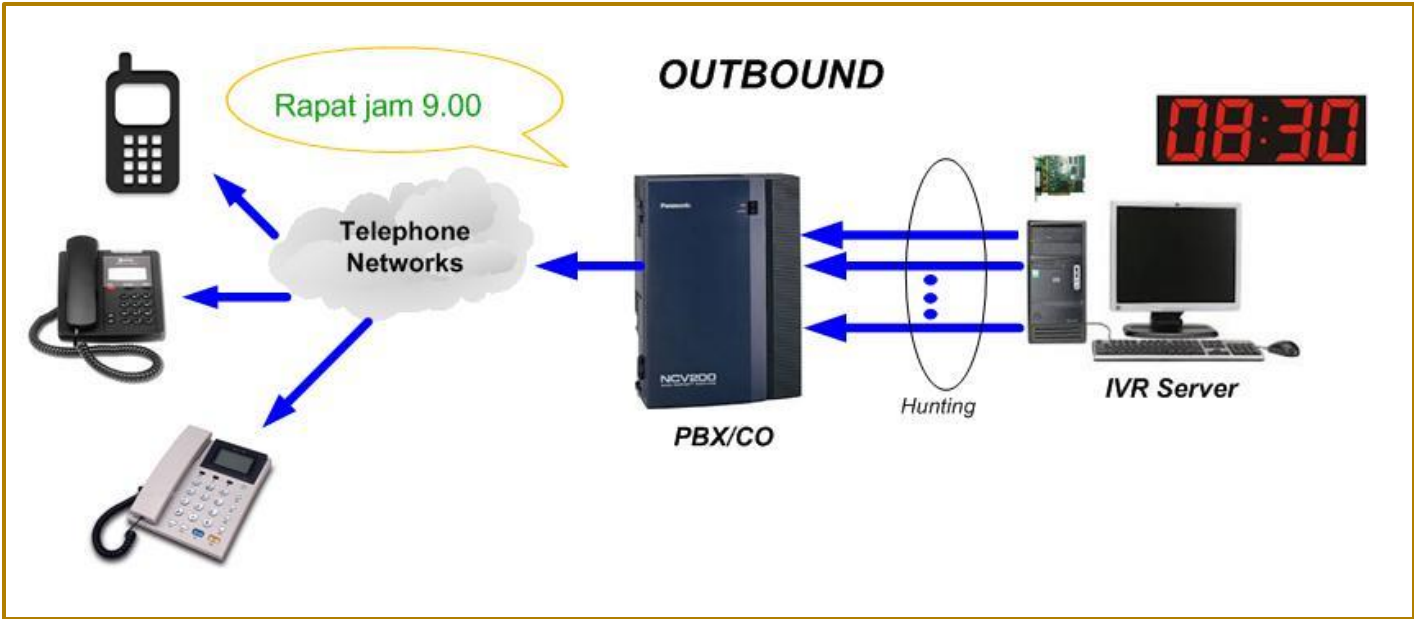 OUTBOUND
Rapat jam 9.00
08:30
Telephone
Networks
Panasonic
NCV200
PBX/CO
Hunting
IVR Server